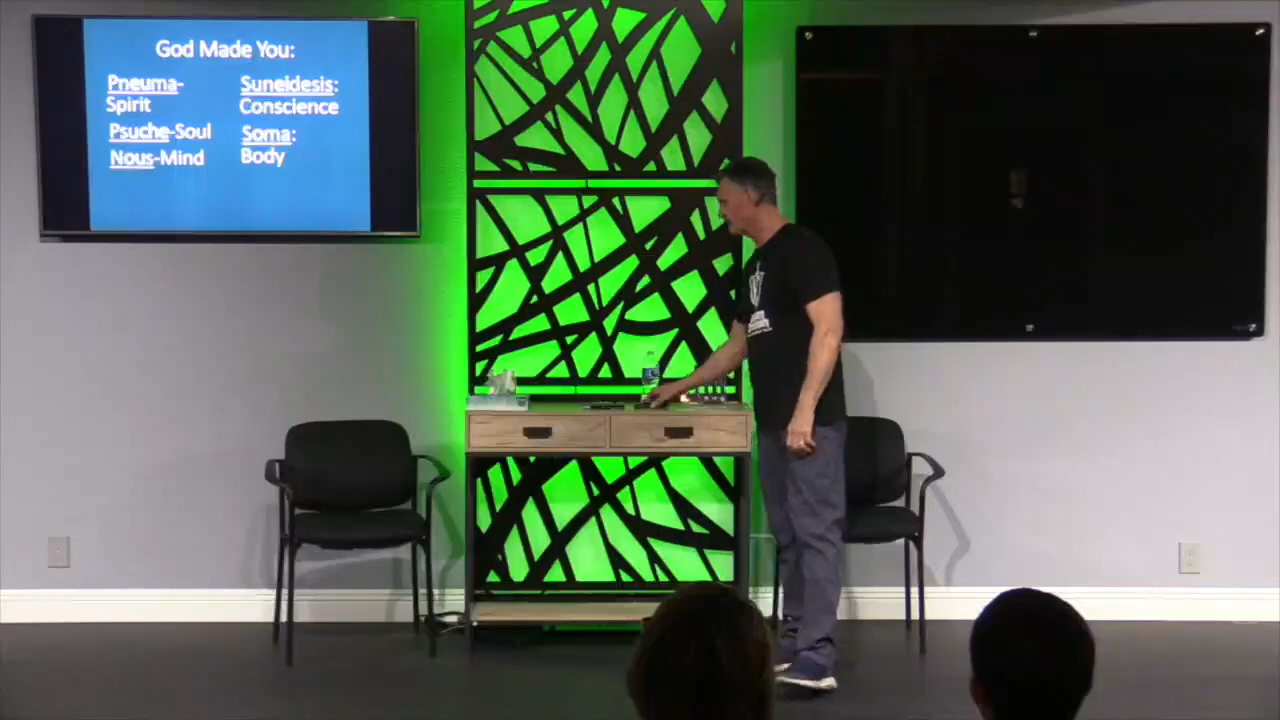 God Made You:
Pneuma-
Spirit
Psuche-Soul
Nous-Mind
Suneidesis:
Conscience
Soma:
Body